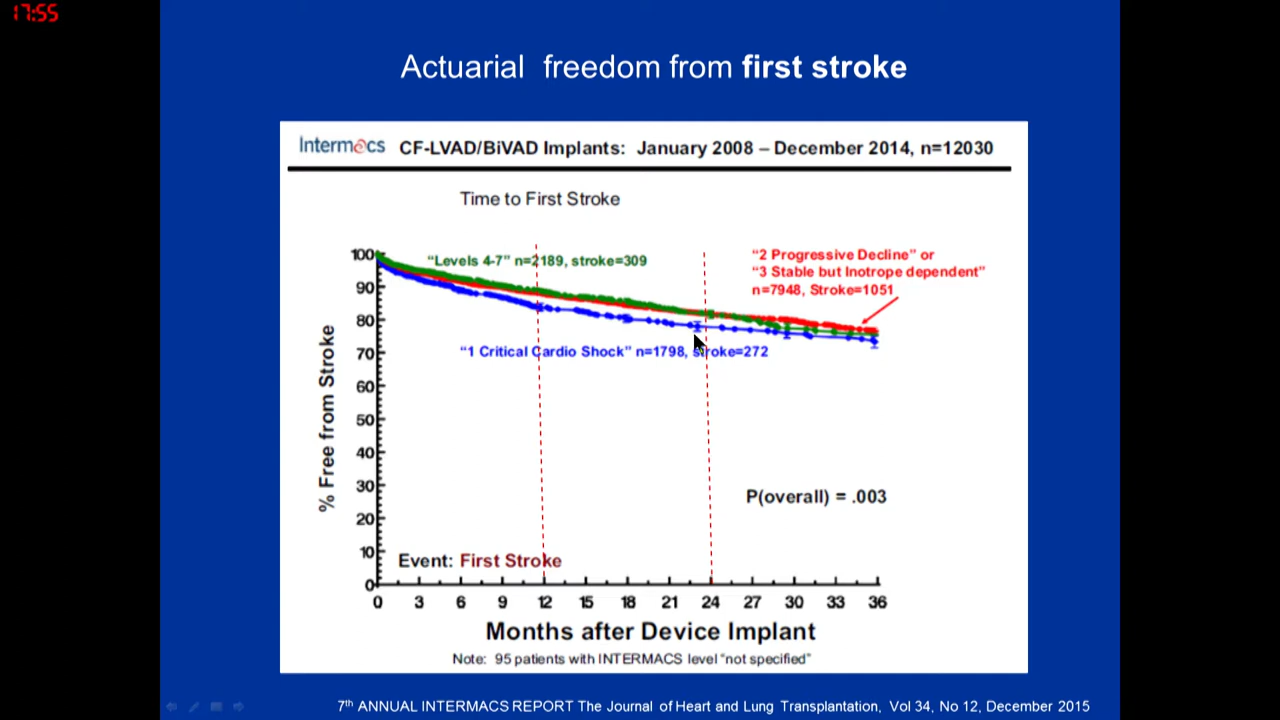 17:55
Actuarial freedom from first stroke
Intermacs CF-LVAD/BiVAD Implants: January 2008 – December 2014, n=12030
Time to First Stroke
“Levels 4-7” n=2189, stroke=309
“2 Progressive Decline” or
“3 Stable but Inotrope dependent”
n=7948, Stroke=1051
“1 Critical Cardio Shock” n=1798, stroke=272
% Free from Stroke
100
90
80
70
60
50
40
30
20
10
0
P(overall) = .003
Event: First Stroke
0 3 6 9 12 15 18 21 24 27 30 33 36
Months after Device Implant
Note: 95 patients with INTERMACS level “not specified”
7th ANNUAL INTERMACS REPORT The Journal of Heart and Lung Transplantation, Vol 34, No 12, December 2015